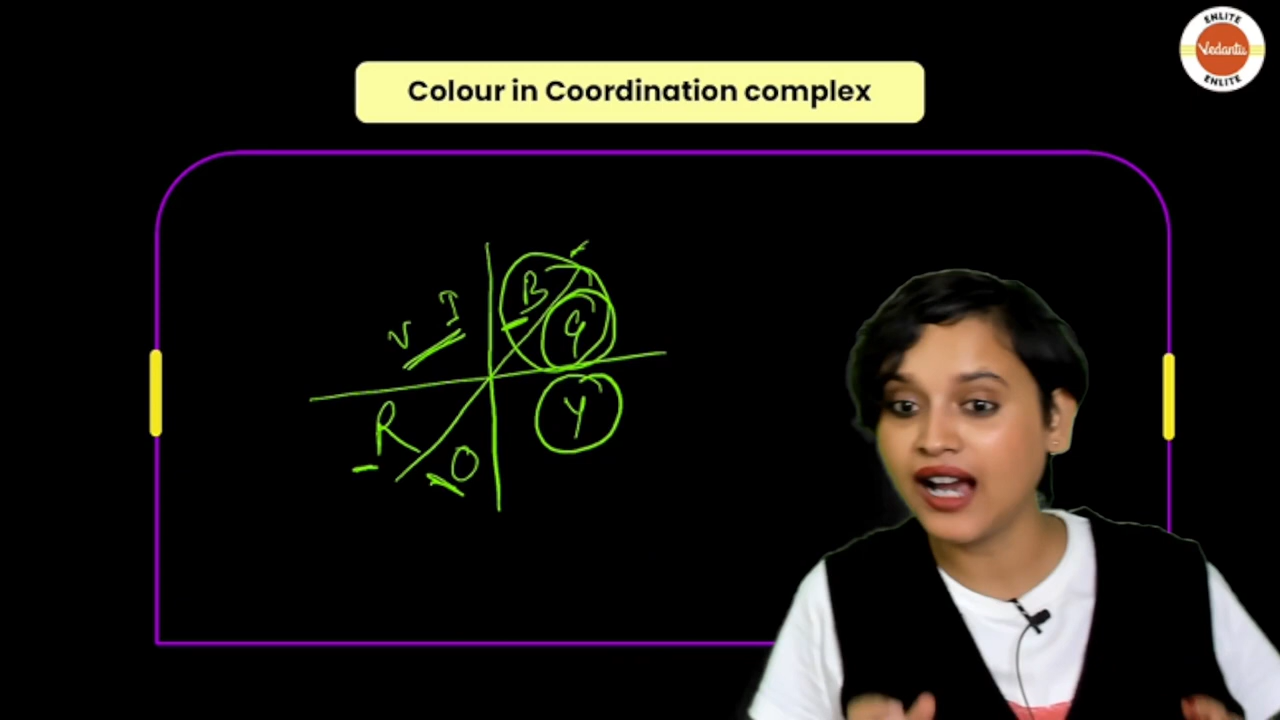 ENLITE
Vedantu
ENLITE
Colour in Coordination complex
V I B G
R O Y